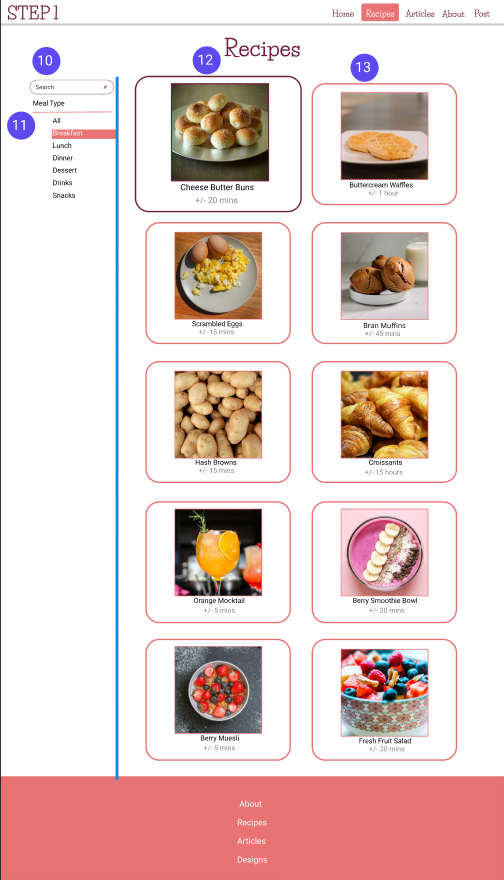 STEP 1
Home Recipes Articles About Post
Recipes
10
12
13
Search ×
Meal Type
11
All
Breakfast
Lunch
Dinner
Dessert
Drinks
Snacks
Cheese Butter Buns
+/- 20 mins
Buttercream Waffles
+/- 1 hour
Scrambled Eggs
+/- 15 mins
Bran Muffins
+/- 45 mins
Hash Browns
+/- 15 mins
Croissants
+/- 15 hours
Orange Mocktail
+/- 5 mins
Berry Smoothie Bowl
+/- 30 mins
Berry Muesli
+/- 5 mins
Fresh Fruit Salad
+/- 30 mins
About
Recipes
Articles
Designs